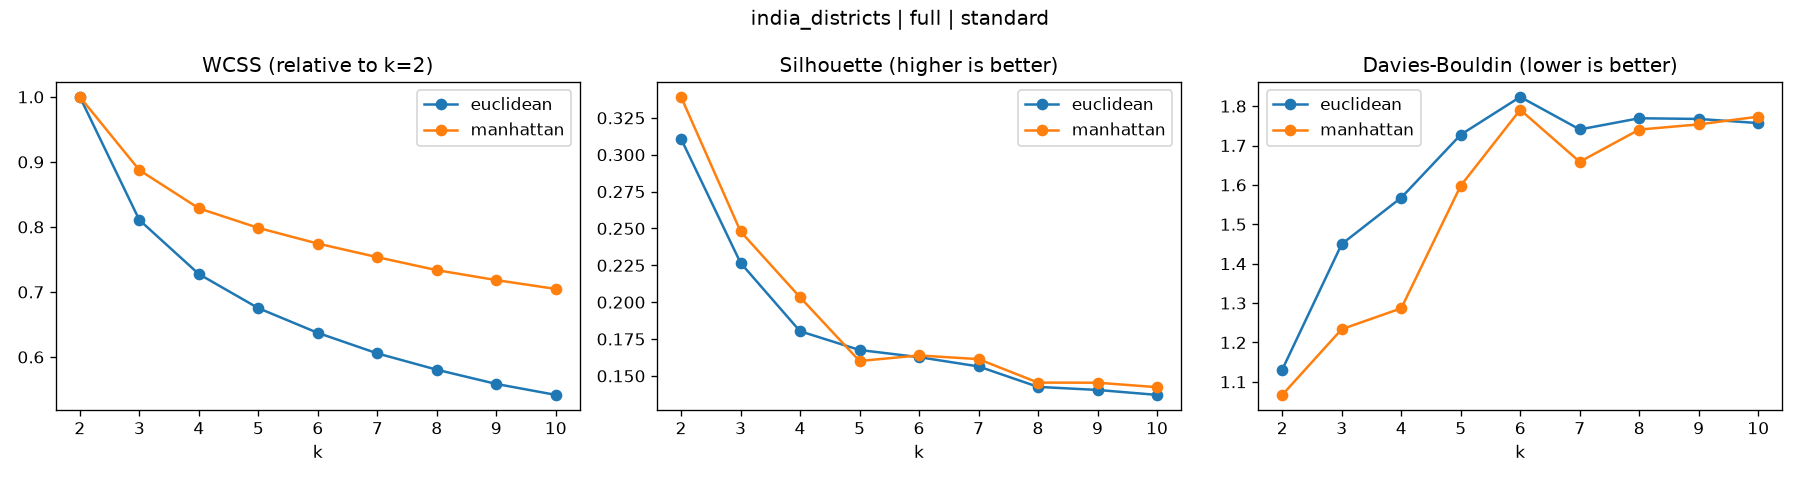 india_districts | full | standard
WCSS (relative to k=2)
1.0
0.9
0.8
0.7
0.6
2 3 4 5 6 7 8 9 10
k
euclidean
manhattan
Silhouette (higher is better)
0.325
0.300
0.275
0.250
0.225
0.200
0.175
0.150
2 3 4 5 6 7 8 9 10
k
euclidean
manhattan
Davies-Bouldin (lower is better)
1.8
1.7
1.6
1.5
1.4
1.3
1.2
1.1
2 3 4 5 6 7 8 9 10
k
euclidean
manhattan